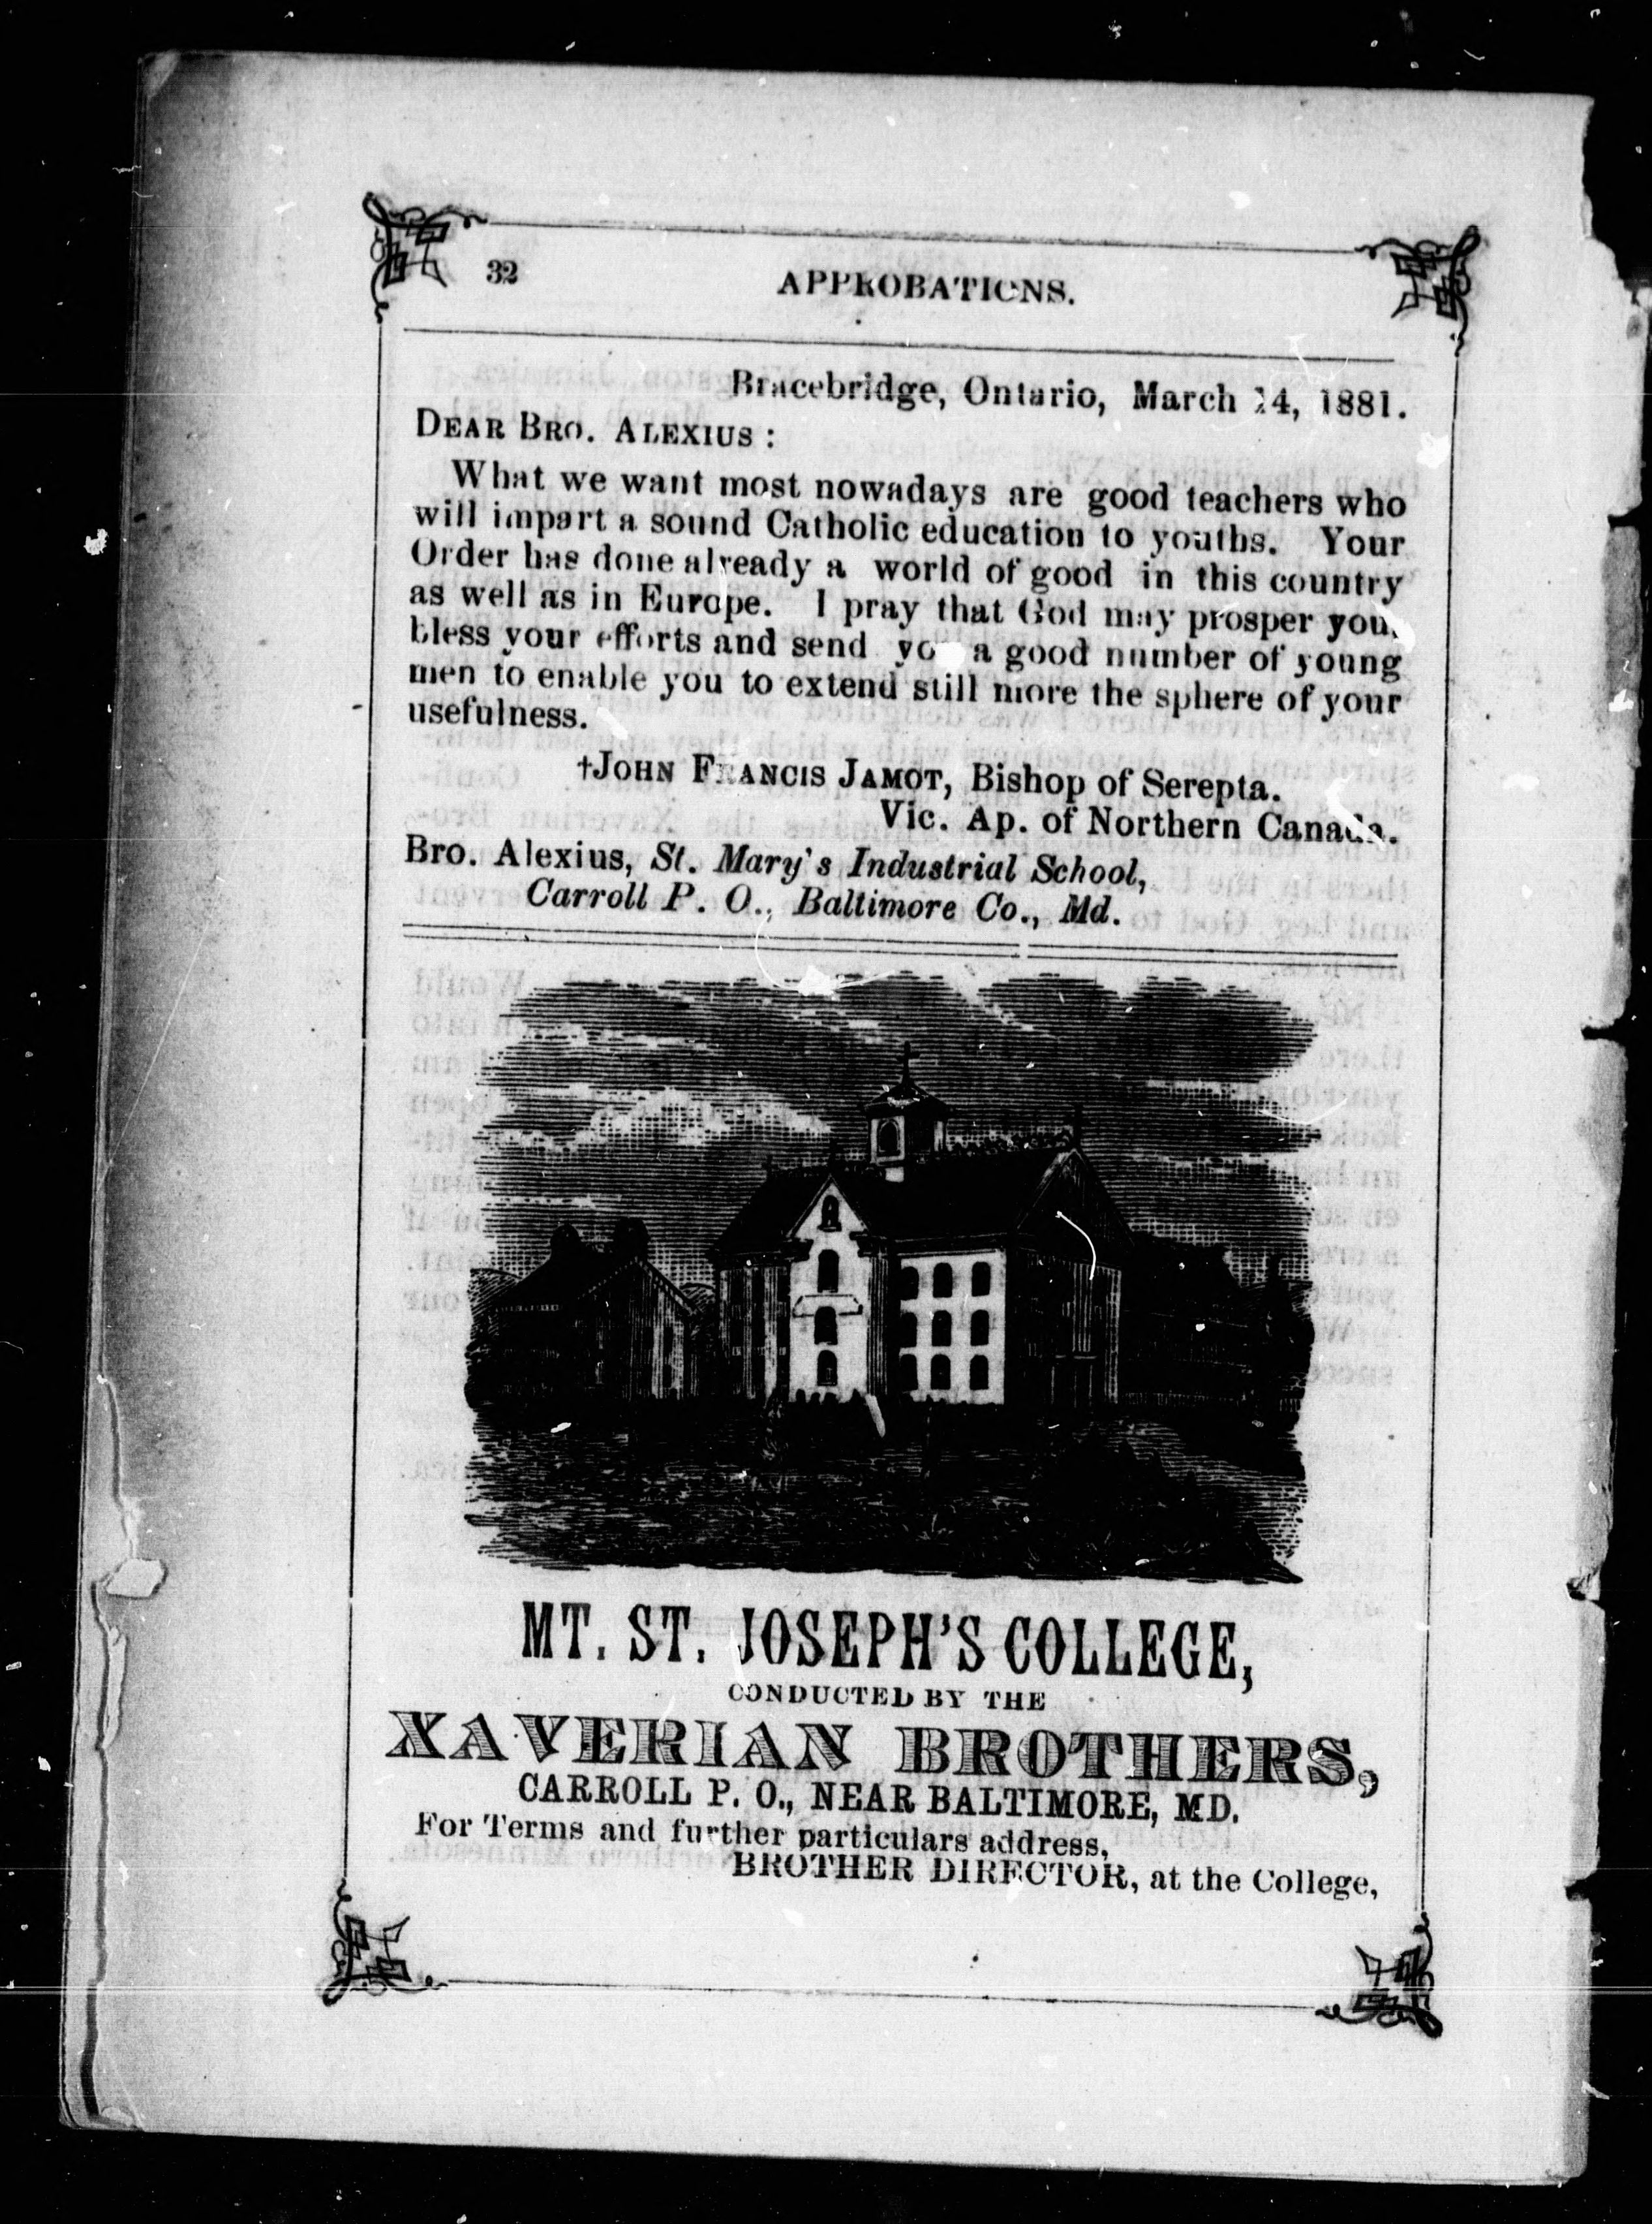 32
APPROBATIONS.
Bracebridge, Ontario, March 14, 1881.
DEAR BRO. ALEXIUS :
What we want most nowadays are good teachers who
will impart a sound Catholic education to youths. Your
Order has done already a world of good in this country
as well as in Europe. I pray that God may prosper you,
bless your efforts and send you a good number of young
men to enable you to extend still more the sphere of your
usefulness.
†JOHN FRANCIS JAMOT, Bishop of Serepta.
Vic. Ap. of Northern Canada.
Bro. Alexius, St. Mary's Industrial School,
Carroll P. O., Baltimore Co., Md.
MT. ST. JOSEPH'S COLLEGE,
CONDUCTED BY THE
XAVERIAN BROTHERS,
CARROLL P. O., NEAR BALTIMORE, MD.
For Terms and further particulars address,
BROTHER DIRECTOR, at the College,